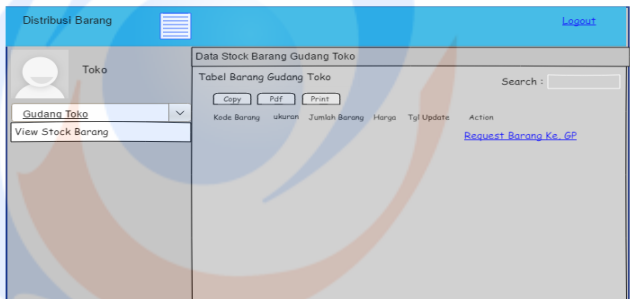 Distribusi Barang
Logout
Toko
Gudang Toko
View Stock Barang
Data Stock Barang Gudang Toko
Tabel Barang Gudang Toko
Search :
Copy Pdf Print
Kode Barang ukuran Jumlah Barang Harga Tgl Update Action
Request Barang Ke. GP